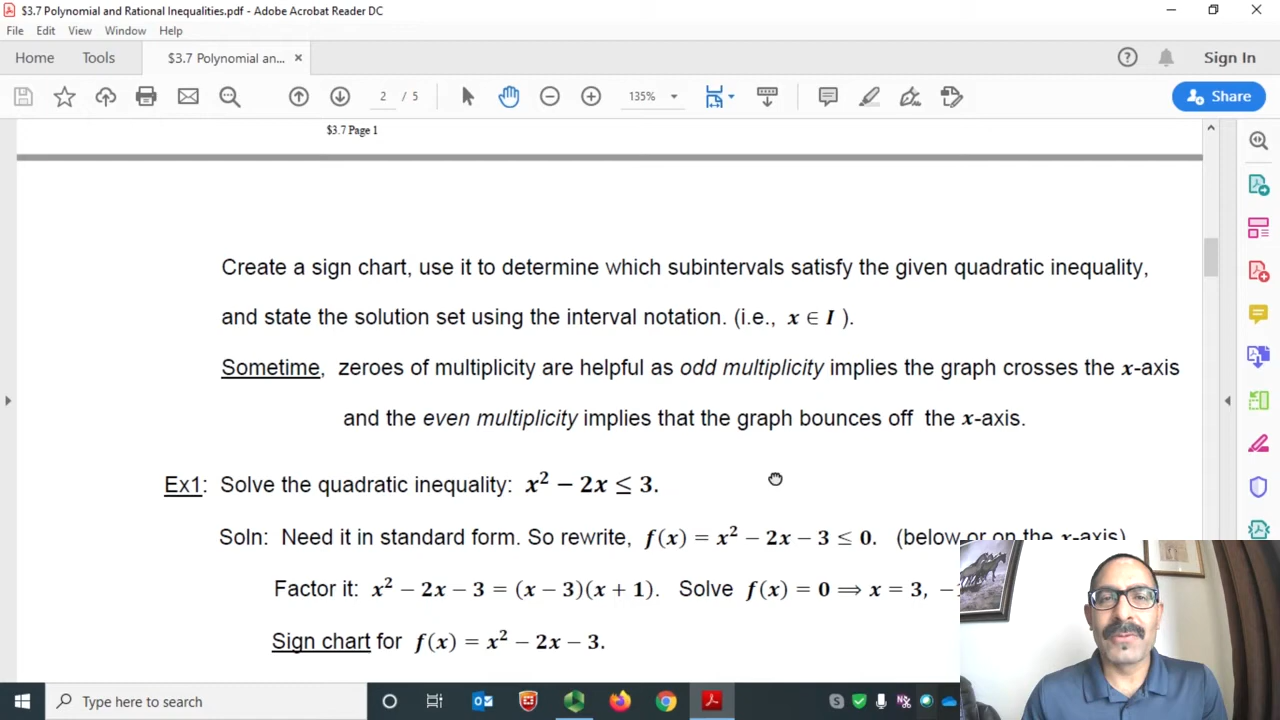 $3.7 Polynomial and Rational Inequalities.pdf - Adobe Acrobat Reader DC
File Edit View Window Help
Home Tools $3.7 Polynomial an... Sign In
2 / 5 135% Share
$3.7 Page 1
Create a sign chart, use it to determine which subintervals satisfy the given quadratic inequality,
and state the solution set using the interval notation. (i.e., x ∈ I ).
Sometime, zeroes of multiplicity are helpful as odd multiplicity implies the graph crosses the x-axis
and the even multiplicity implies that the graph bounces off the x-axis.
Ex1: Solve the quadratic inequality: x² − 2x ≤ 3.
Soln: Need it in standard form. So rewrite, f(x) = x² − 2x − 3 ≤ 0. (below or on the x-axis)
Factor it: x² − 2x − 3 = (x − 3)(x + 1). Solve f(x) = 0 ⟹ x = 3, −
Sign chart for f(x) = x² − 2x − 3.
Type here to search